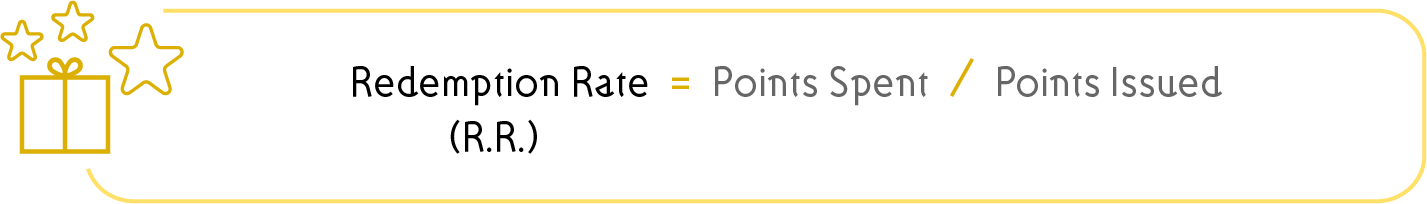 Redemption Rate = Points Spent / Points Issued
(R.R.)